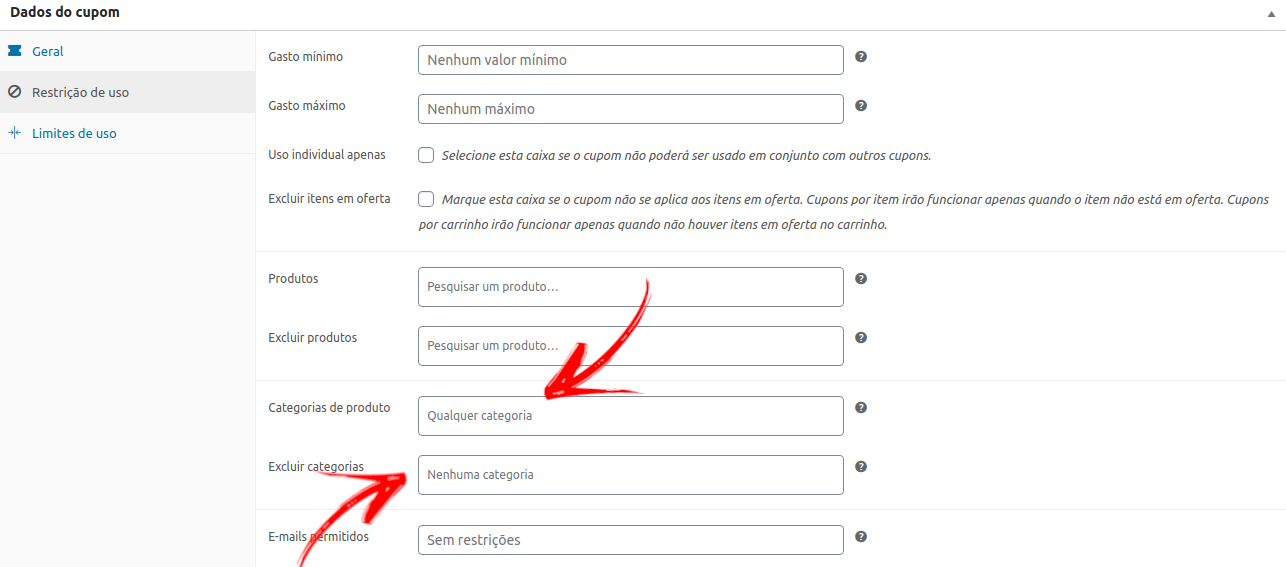 Dados do cupom
Geral
Restrição de uso
Limites de uso
Gasto mínimo
Nenhum valor mínimo
Gasto máximo
Nenhum máximo
Uso individual apenas
Selecione esta caixa se o cupom não poderá ser usado em conjunto com outros cupons.
Excluir itens em oferta
Marque esta caixa se o cupom não se aplica aos itens em oferta. Cupons por item irão funcionar apenas quando o item não está em oferta. Cupons
por carrinho irão funcionar apenas quando não houver itens em oferta no carrinho.
Produtos
Pesquisar um produto…
Excluir produtos
Pesquisar um produto…
Categorias de produto
Qualquer categoria
Excluir categorias
Nenhuma categoria
E-mails permitidos
Sem restrições